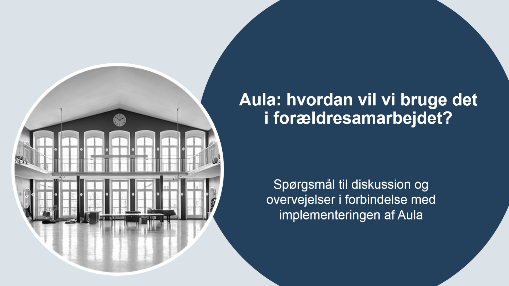 Aula: hvordan vil vi bruge det
i forældresamarbejdet?
Spørgsmål til diskussion og
overvejelser i forbindelse med
implementeringen af Aula